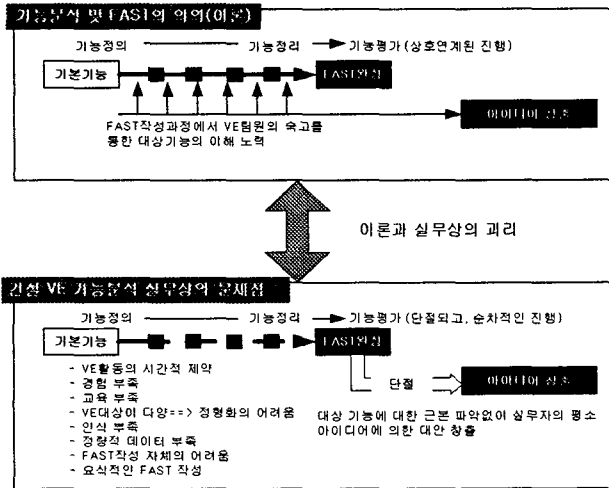 기능분석 및 FAST의 의의(이론)
기능정의 기능정리 기능평가 (상호연계된 진행)
기본기능 FAST완성
FAST작성과정에서 VE팀원의 숙고를
통한 대상기능의 이해 노력
아이디어 창출
이론과 실무상의 괴리
건설 VE 기능분석 실무상의 문제점
기능정의 기능정리 기능평가 (단절되고, 순차적인 진행)
기본기능 FAST완성
- VE활동의 시간적 제약
- 경험 부족
- 교육 부족
- VE대상이 다양==> 정형화의 어려움
- 인식 부족
- 정량적 데이터 부족
- FAST작성 자체의 어려움
- 요식적인 FAST 작성
단절
아이디어 창출
대상 기능에 대한 근본 파악없이 실무자의 평소
아이디어에 의한 대안 창출